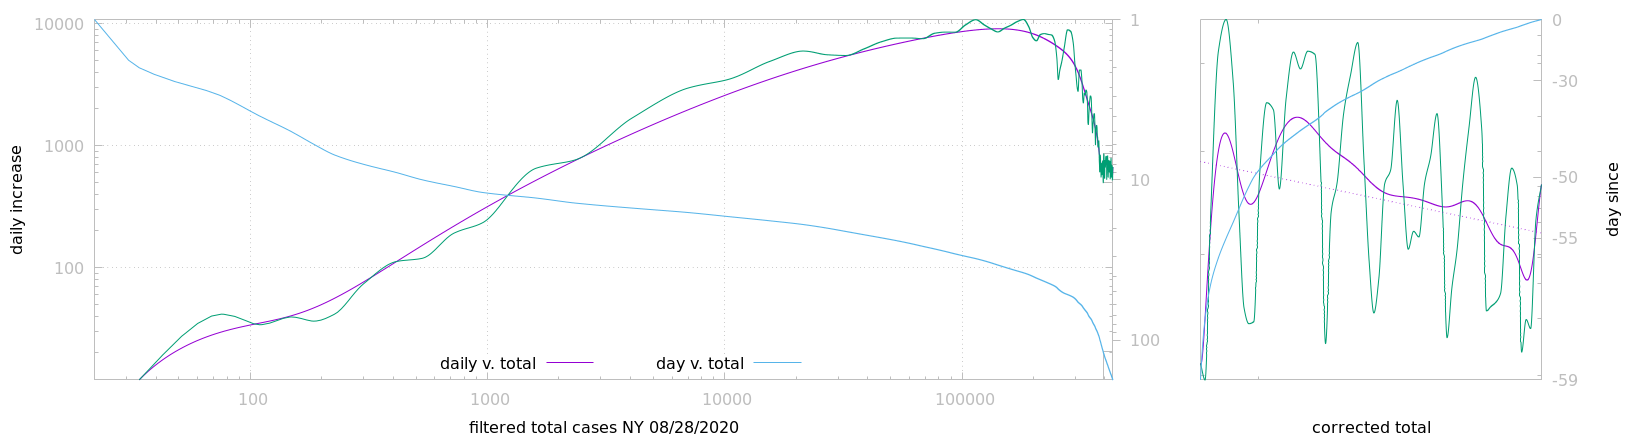 10000
1000
100
daily increase
100
1000
10000
100000
1
10
100
daily v. total
day v. total
filtered total cases NY 08/28/2020
0
-30
-50
-55
-59
day since
corrected total